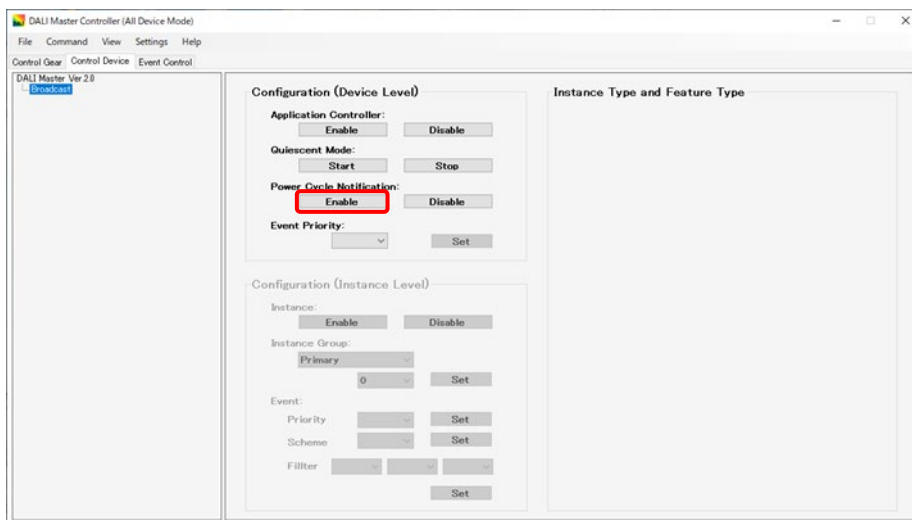 DALI Master Controller (All Device Mode)
File Command View Settings Help
Control Gear Control Device Event Control
DALI Master Ver.2.0
Broadcast
Configuration (Device Level)
Application Controller:
Enable Disable
Quiescent Mode:
Start Stop
Power Cycle Notification:
Enable Disable
Event Priority:
Set
Configuration (Instance Level)
Instance:
Enable Disable
Instance Group:
Primary
0 Set
Event:
Priority Set
Scheme Set
Fillter
Set
Instance Type and Feature Type